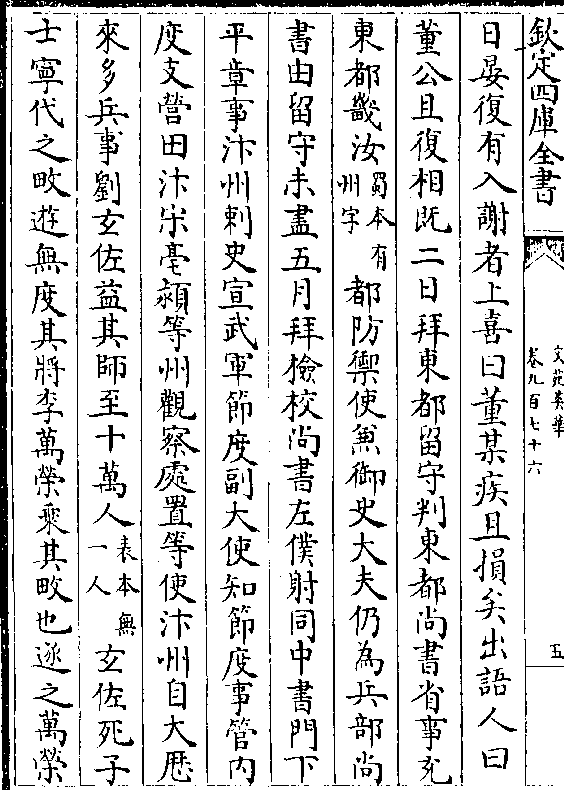 欽定四庫全書
文苑英華
卷九百七十六
五
日晏復有入謝者上喜曰董某疾且損矣出語人曰
董公且復相既二日拜東都留守判東都尚書省事充
東都畿汝蜀本有州字都防禦使兼御史大夫仍為兵部尚
書由留守未盡五月拜檢校尚書左僕射同中書門下
平章事汴州刺史宣武軍節度副大使知節度事管内
度支營田汴宋亳潁等州觀察處置等使汴州自大厯
來多兵事劉玄佐益其師至十萬人表本無一人玄佐死子
士寧代之畋遊無度其將李萬榮乘其畋也逐之萬榮